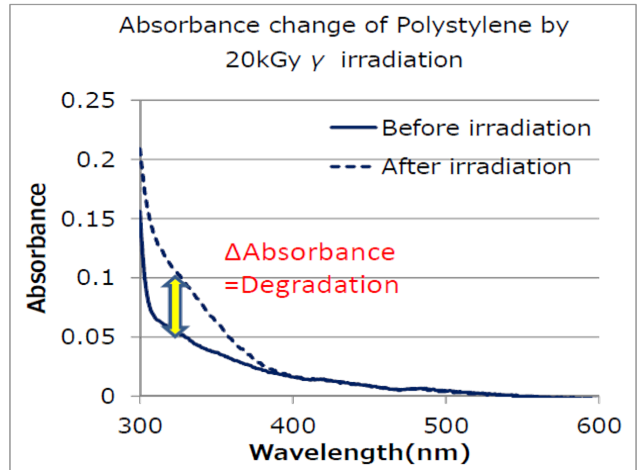 Absorbance change of Polystylene by
20kGy γ irradiation
0.25
0.2
0.15
0.1
0.05
0
Absorbance
Before irradiation
After irradiation
ΔAbsorbance
=Degradation
300
400
500
600
Wavelength(nm)